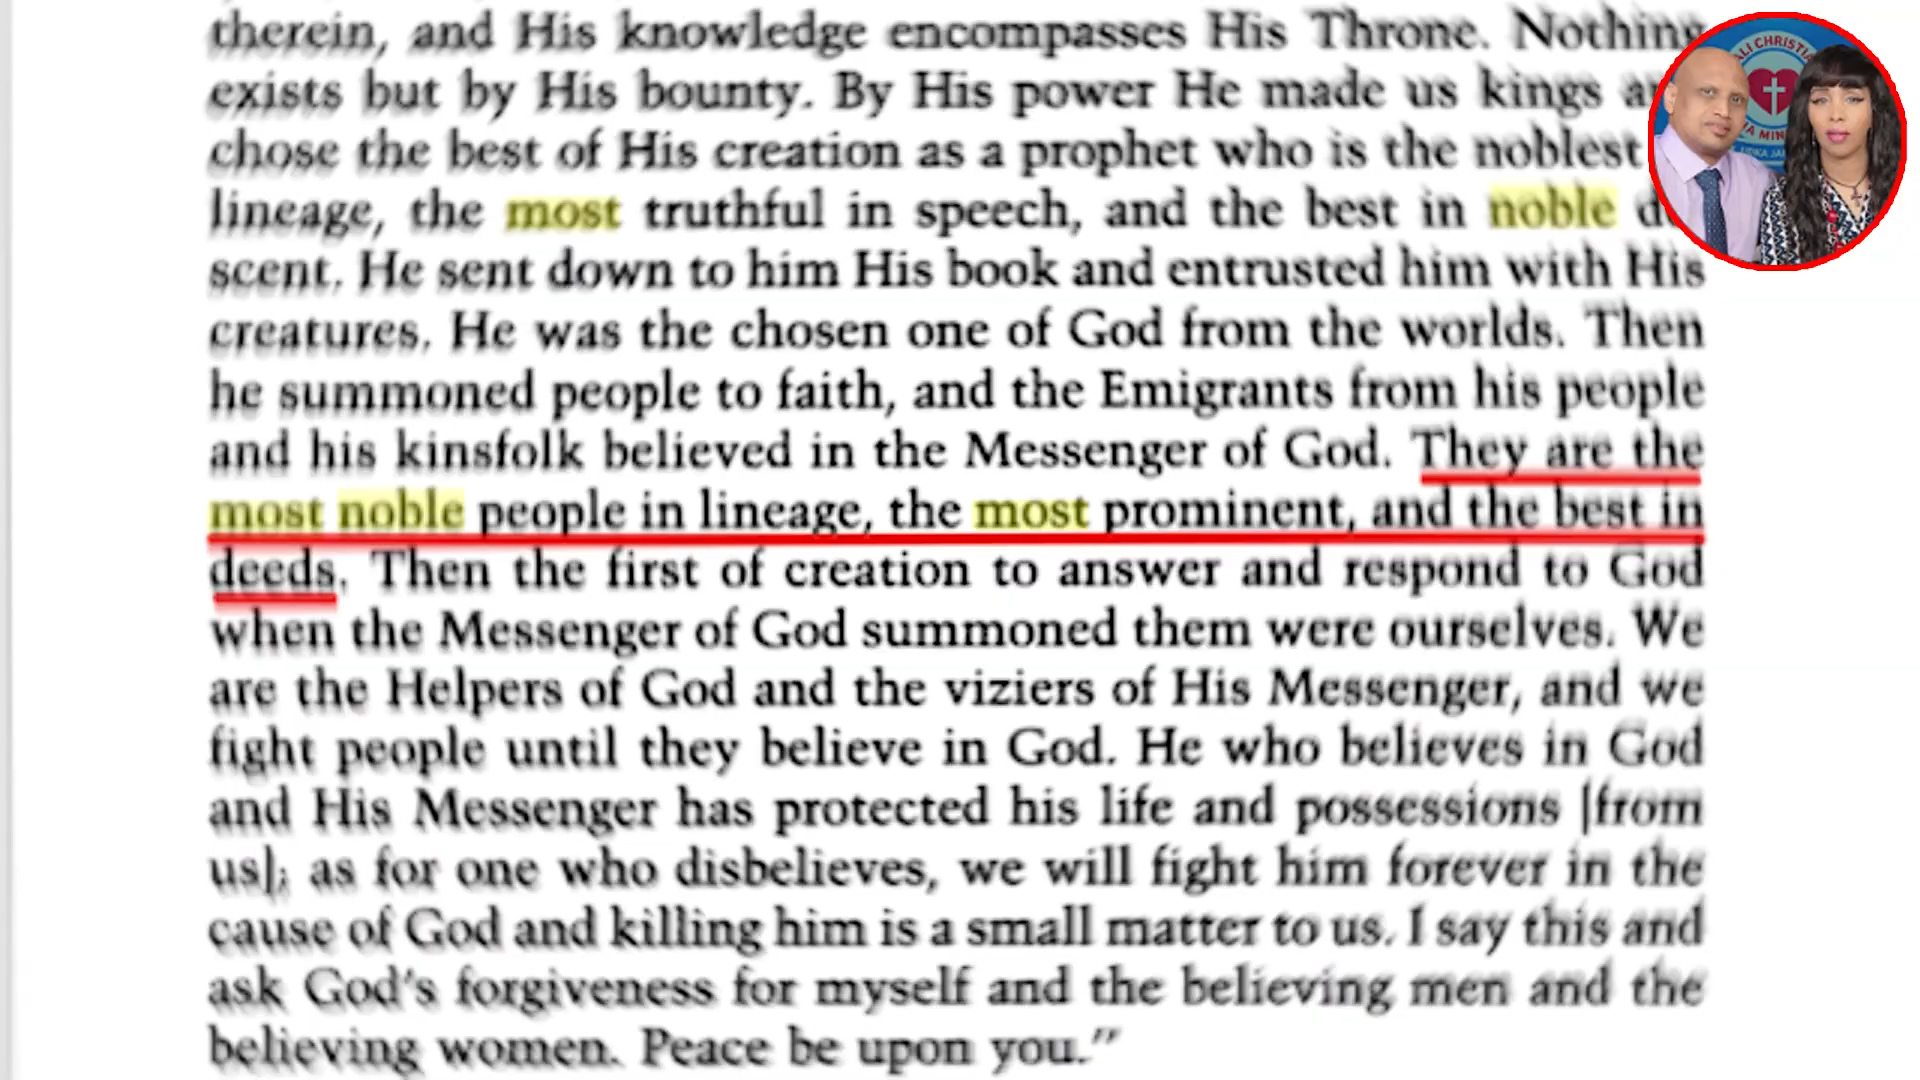 therein, and His knowledge encompasses His Throne. Nothing
exists but by His bounty. By His power He made us kings
chose the best of His creation as a prophet who is the noblest
lineage, the most truthful in speech, and the best in noble
scent. He sent down to him His book and entrusted him with His
creatures. He was the chosen one of God from the worlds. Then
he summoned people to faith, and the Emigrants from his people
and his kinsfolk believed in the Messenger of God. They are the
most noble people in lineage, the most prominent, and the best in
deeds. Then the first of creation to answer and respond to God
when the Messenger of God summoned them were ourselves. We
are the Helpers of God and the viziers of His Messenger, and we
fight people until they believe in God. He who believes in God
and His Messenger has protected his life and possessions [from
us]; as for one who disbelieves, we will fight him forever in the
cause of God and killing him is a small matter to us. I say this and
ask God's forgiveness for myself and the believing men and the
believing women. Peace be upon you."